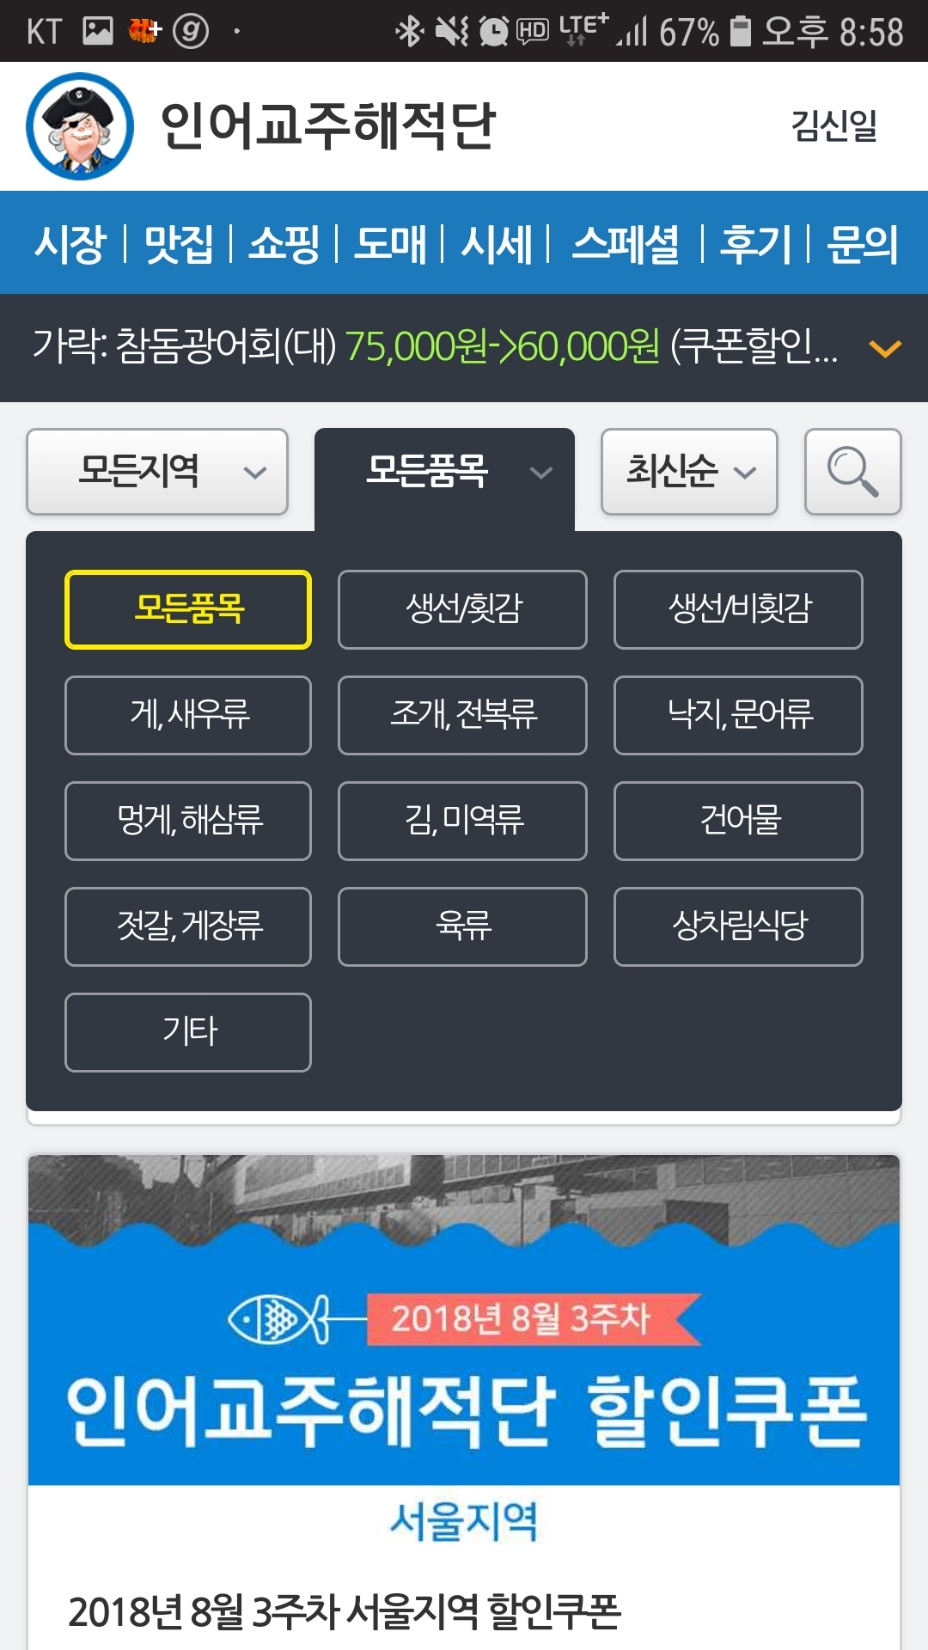 KT g HD LTE+ 67% 오후 8:58
인어교주해적단 김신일
시장 | 맛집 | 쇼핑 | 도매 | 시세 | 스페셜 | 후기 | 문의
가락: 참돔광어회(대) 75,000원->60,000원 (쿠폰할인...
모든지역 모든품목 최신순
모든품목 생선/횟감 생선/비횟감
게, 새우류 조개, 전복류 낙지, 문어류
멍게, 해삼류 김, 미역류 건어물
젓갈, 게장류 육류 상차림식당
기타
2018년 8월 3주차
인어교주해적단 할인쿠폰
서울지역
2018년 8월 3주차 서울지역 할인쿠폰